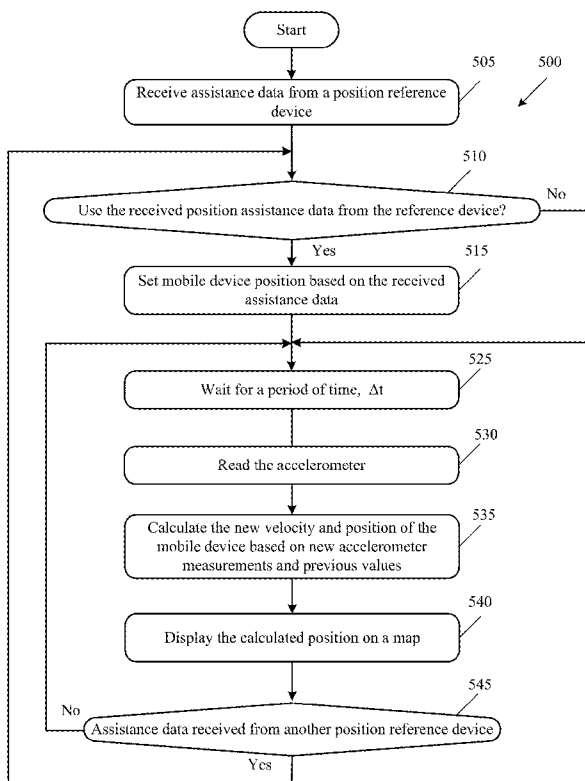 Start
505
500
Receive assistance data from a position reference
device
510
No
Use the received position assistance data from the reference device?
Yes
515
Set mobile device position based on the received
assistance data
525
Wait for a period of time, Δt
530
Read the accelerometer
535
Calculate the new velocity and position of the
mobile device based on new accelerometer
measurements and previous values
540
Display the calculated position on a map
545
No
Assistance data received from another position reference device
Yes